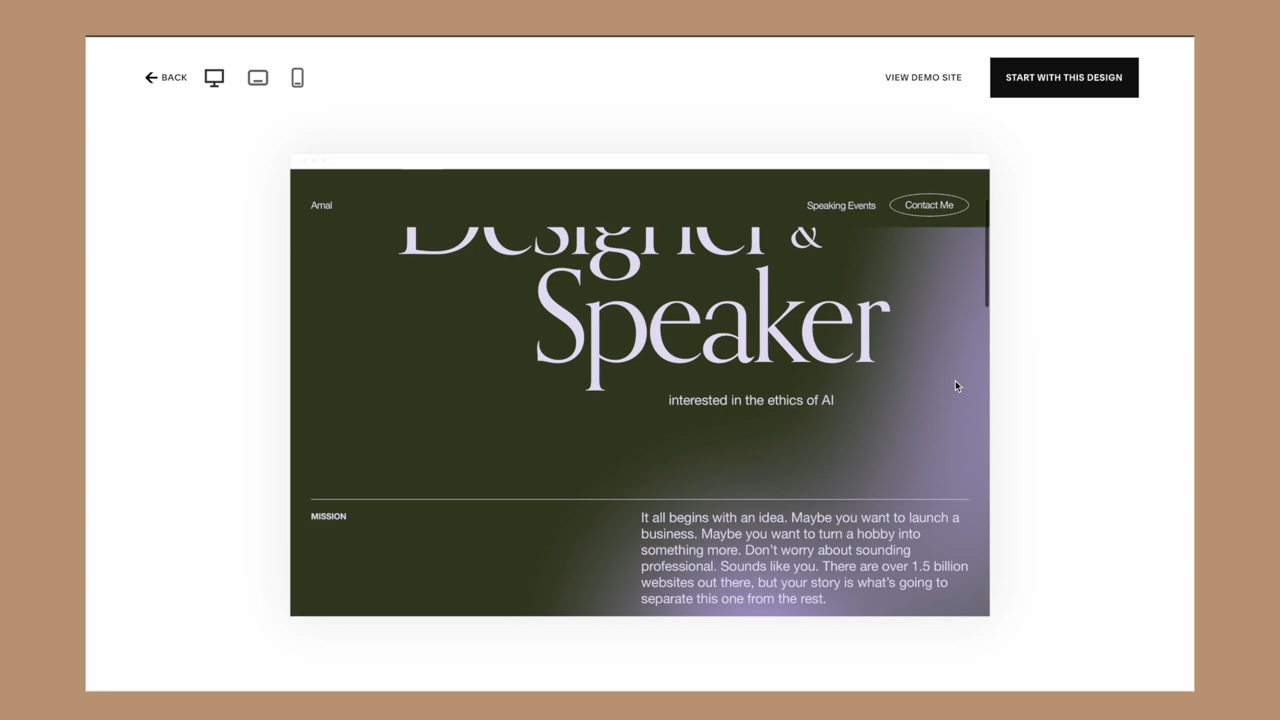 BACK
VIEW DEMO SITE
START WITH THIS DESIGN
Amal
Speaking Events
Contact Me
Designer &
Speaker
interested in the ethics of AI
MISSION
It all begins with an idea. Maybe you want to launch a
business. Maybe you want to turn a hobby into
something more. Don’t worry about sounding
professional. Sounds like you. There are over 1.5 billion
websites out there, but your story is what’s going to
separate this one from the rest.